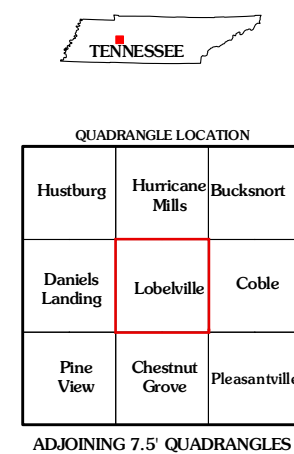 TENNESSEE
QUADRANGLE LOCATION
Hustburg
Hurricane
Mills
Bucksnort
Daniels
Landing
Lobelville
Coble
Pine
View
Chestnut
Grove
Pleasantville
ADJOINING 7.5' QUADRANGLES